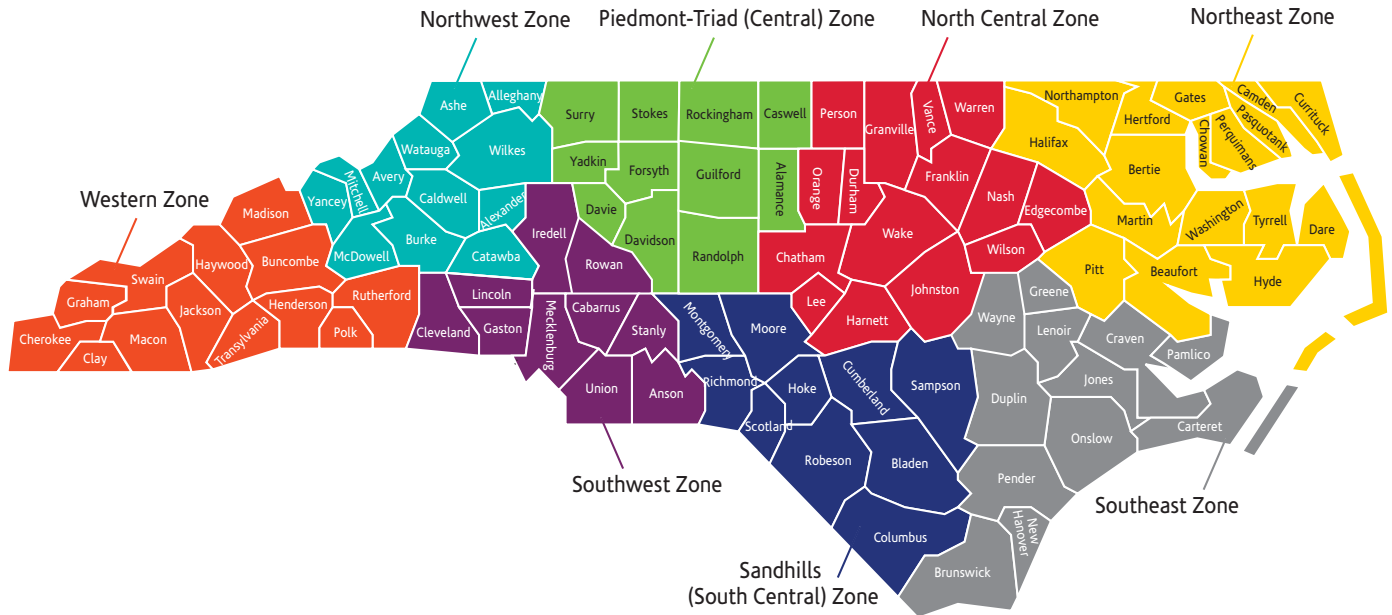 Northwest Zone
Piedmont-Triad (Central) Zone
North Central Zone
Northeast Zone
Western Zone
Southwest Zone
Sandhills
(South Central) Zone
Southeast Zone
Ashe
Alleghany
Watauga
Wilkes
Avery
Mitchell
Yancey
Caldwell
Alexander
Burke
McDowell
Catawba
Madison
Haywood
Buncombe
Swain
Graham
Jackson
Henderson
Rutherford
Polk
Transylvania
Macon
Cherokee
Clay
Surry
Stokes
Rockingham
Caswell
Yadkin
Forsyth
Guilford
Alamance
Davie
Davidson
Randolph
Person
Granville
Vance
Warren
Orange
Durham
Franklin
Nash
Edgecombe
Wake
Wilson
Chatham
Lee
Johnston
Harnett
Northampton
Halifax
Hertford
Gates
Camden
Currituck
Pasquotank
Perquimans
Chowan
Bertie
Martin
Washington
Tyrrell
Dare
Pitt
Beaufort
Hyde
Iredell
Rowan
Lincoln
Cleveland
Gaston
Mecklenburg
Cabarrus
Stanly
Union
Anson
Montgomery
Moore
Richmond
Hoke
Scotland
Cumberland
Sampson
Robeson
Bladen
Columbus
Wayne
Greene
Lenoir
Craven
Pamlico
Jones
Duplin
Onslow
Carteret
Pender
New
Hanover
Brunswick